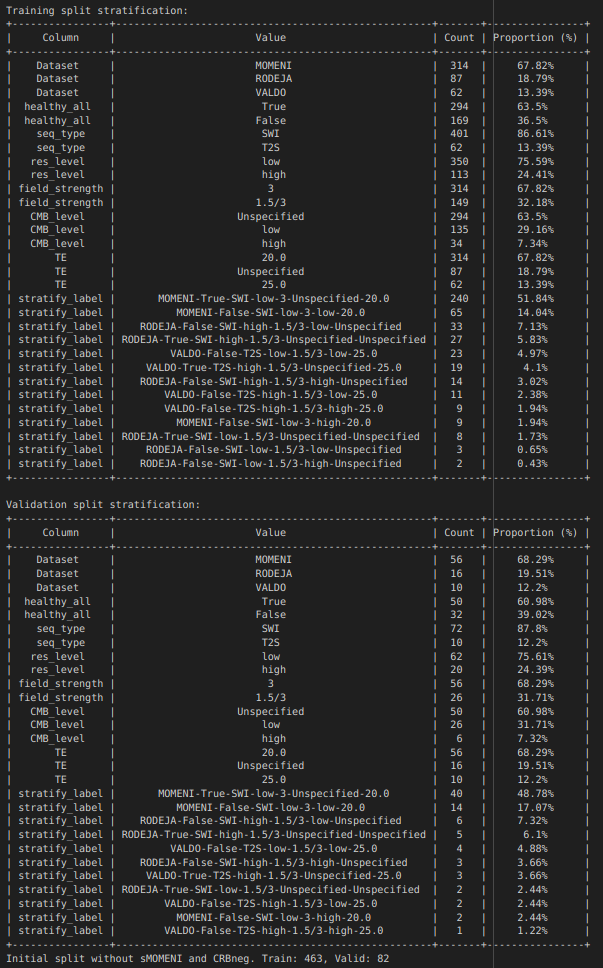 Training split stratification:
+----------------+---------------------------------------------------+-------+----------------+
| Column | Value | Count | Proportion (%) |
+----------------+---------------------------------------------------+-------+----------------+
| Dataset | MOMENI | 314 | 67.82% |
| Dataset | RODEJA | 87 | 18.79% |
| Dataset | VALDO | 62 | 13.39% |
| healthy_all | True | 294 | 63.5% |
| healthy_all | False | 169 | 36.5% |
| seq_type | SWI | 401 | 86.61% |
| seq_type | T2S | 62 | 13.39% |
| res_level | low | 350 | 75.59% |
| res_level | high | 113 | 24.41% |
| field_strength | 3 | 314 | 67.82% |
| field_strength | 1.5/3 | 149 | 32.18% |
| CMB_level | Unspecified | 294 | 63.5% |
| CMB_level | low | 135 | 29.16% |
| CMB_level | high | 34 | 7.34% |
| TE | 20.0 | 314 | 67.82% |
| TE | Unspecified | 87 | 18.79% |
| TE | 25.0 | 62 | 13.39% |
| stratify_label | MOMENI-True-SWI-low-3-Unspecified-20.0 | 240 | 51.84% |
| stratify_label | MOMENI-False-SWI-low-3-low-20.0 | 65 | 14.04% |
| stratify_label | RODEJA-False-SWI-high-1.5/3-low-Unspecified | 33 | 7.13% |
| stratify_label | RODEJA-True-SWI-high-1.5/3-Unspecified-Unspecified | 27 | 5.83% |
| stratify_label | VALDO-False-T2S-low-1.5/3-low-25.0 | 23 | 4.97% |
| stratify_label | VALDO-True-T2S-high-1.5/3-Unspecified-25.0 | 19 | 4.1% |
| stratify_label | RODEJA-False-SWI-high-1.5/3-high-Unspecified | 14 | 3.02% |
| stratify_label | VALDO-False-T2S-high-1.5/3-low-25.0 | 11 | 2.38% |
| stratify_label | VALDO-False-T2S-high-1.5/3-high-25.0 | 9 | 1.94% |
| stratify_label | MOMENI-False-SWI-low-3-high-20.0 | 9 | 1.94% |
| stratify_label | RODEJA-True-SWI-low-1.5/3-Unspecified-Unspecified | 8 | 1.73% |
| stratify_label | RODEJA-False-SWI-low-1.5/3-low-Unspecified | 3 | 0.65% |
| stratify_label | RODEJA-False-SWI-low-1.5/3-high-Unspecified | 2 | 0.43% |
+----------------+---------------------------------------------------+-------+----------------+
Validation split stratification:
+----------------+---------------------------------------------------+-------+----------------+
| Column | Value | Count | Proportion (%) |
+----------------+---------------------------------------------------+-------+----------------+
| Dataset | MOMENI | 56 | 68.29% |
| Dataset | RODEJA | 16 | 19.51% |
| Dataset | VALDO | 10 | 12.2% |
| healthy_all | True | 50 | 60.98% |
| healthy_all | False | 32 | 39.02% |
| seq_type | SWI | 72 | 87.8% |
| seq_type | T2S | 10 | 12.2% |
| res_level | low | 62 | 75.61% |
| res_level | high | 20 | 24.39% |
| field_strength | 3 | 56 | 68.29% |
| field_strength | 1.5/3 | 26 | 31.71% |
| CMB_level | Unspecified | 50 | 60.98% |
| CMB_level | low | 26 | 31.71% |
| CMB_level | high | 6 | 7.32% |
| TE | 20.0 | 56 | 68.29% |
| TE | Unspecified | 16 | 19.51% |
| TE | 25.0 | 10 | 12.2% |
| stratify_label | MOMENI-True-SWI-low-3-Unspecified-20.0 | 40 | 48.78% |
| stratify_label | MOMENI-False-SWI-low-3-low-20.0 | 14 | 17.07% |
| stratify_label | RODEJA-False-SWI-high-1.5/3-low-Unspecified | 6 | 7.32% |
| stratify_label | RODEJA-True-SWI-high-1.5/3-Unspecified-Unspecified | 5 | 6.1% |
| stratify_label | VALDO-False-T2S-low-1.5/3-low-25.0 | 4 | 4.88% |
| stratify_label | RODEJA-False-SWI-high-1.5/3-high-Unspecified | 3 | 3.66% |
| stratify_label | VALDO-True-T2S-high-1.5/3-Unspecified-25.0 | 3 | 3.66% |
| stratify_label | RODEJA-True-SWI-low-1.5/3-Unspecified-Unspecified | 2 | 2.44% |
| stratify_label | VALDO-False-T2S-high-1.5/3-low-25.0 | 2 | 2.44% |
| stratify_label | MOMENI-False-SWI-low-3-high-20.0 | 2 | 2.44% |
| stratify_label | VALDO-False-T2S-high-1.5/3-high-25.0 | 1 | 1.22% |
+----------------+---------------------------------------------------+-------+----------------+
Initial split without sMOMENI and CRBneg. Train: 463, Valid: 82